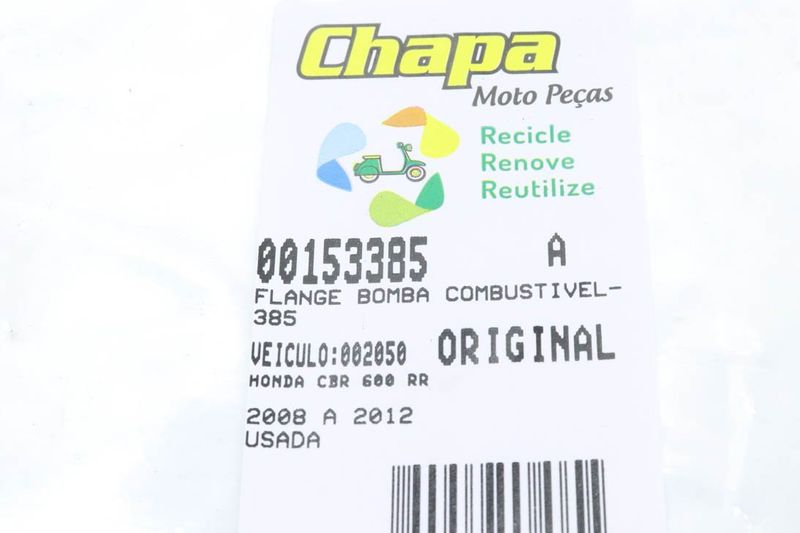 Chapa
Moto Peças
Recicle
Renove
Reutilize
00153385 A
FLANGE BOMBA COMBUSTIVEL-
385
VEICULO:002050 ORIGINAL
HONDA CBR 600 RR
2008 A 2012
USADA